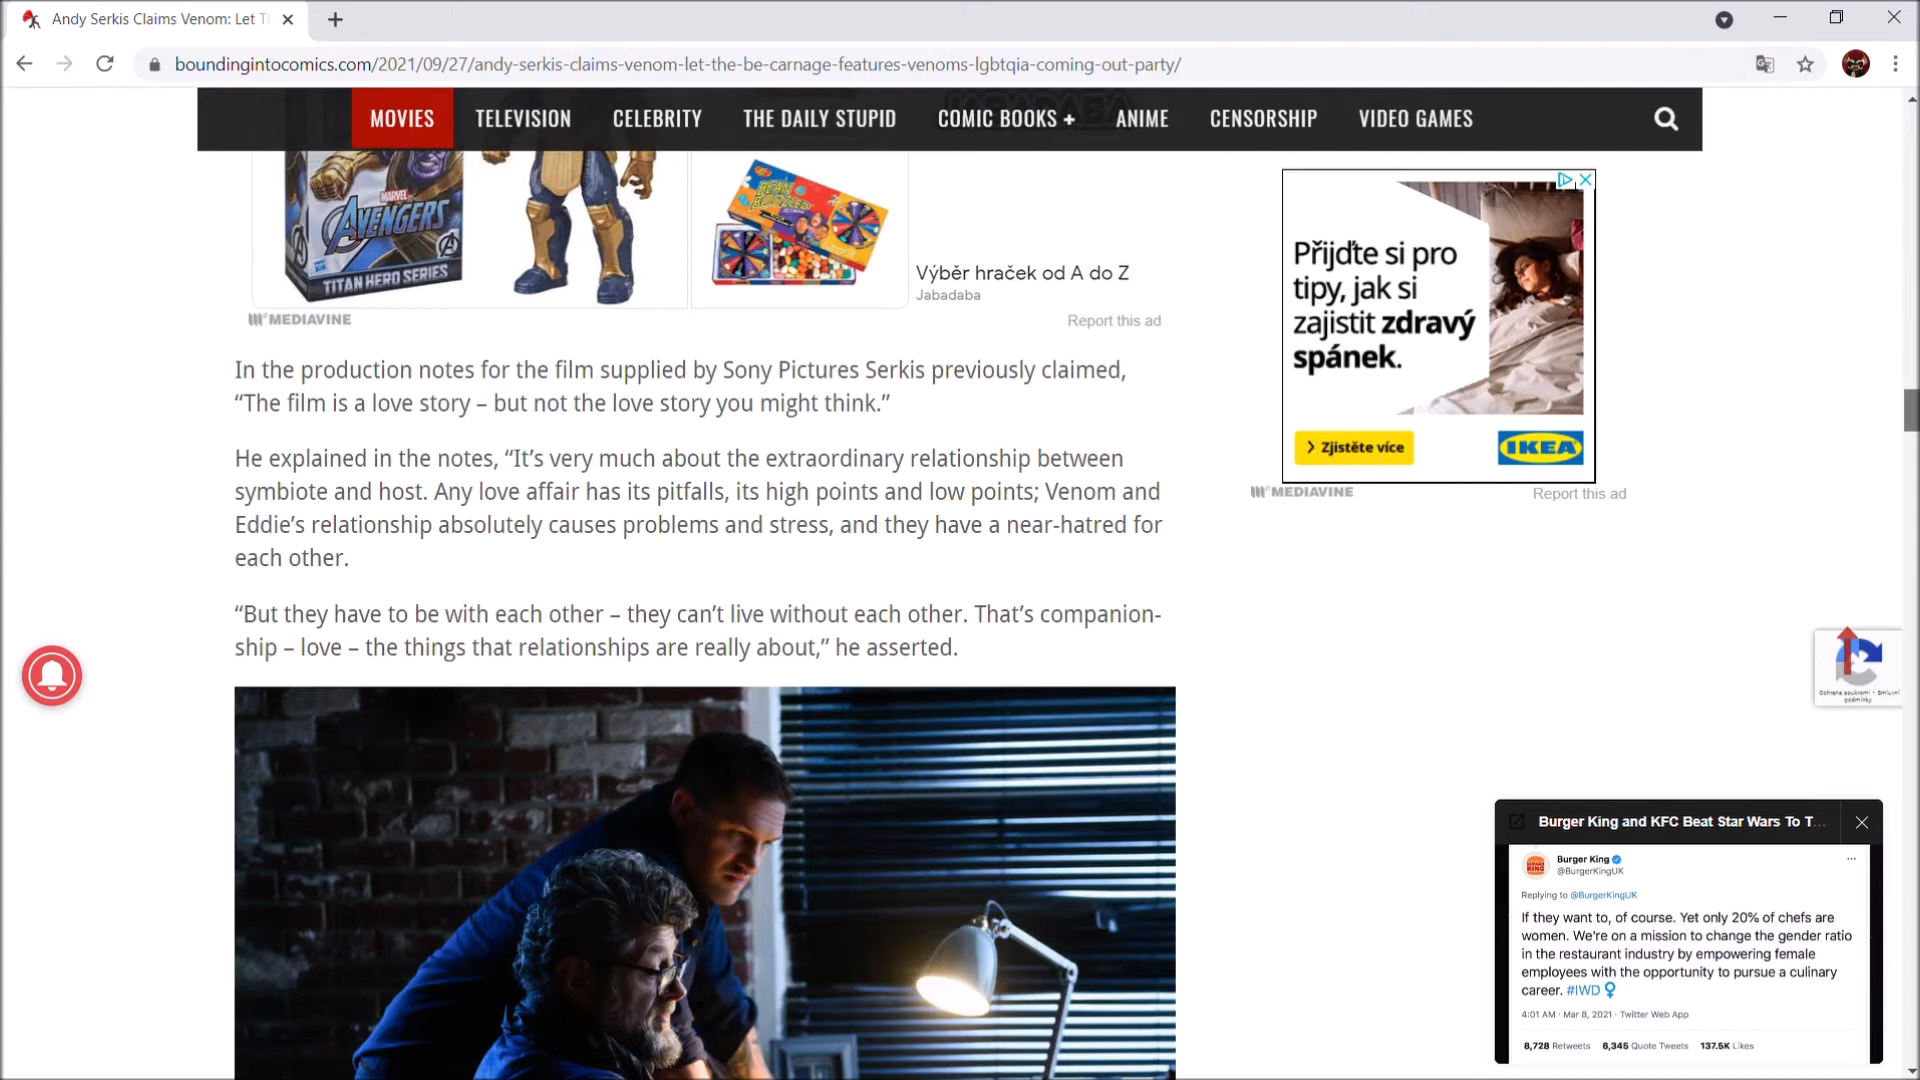 Andy Serkis Claims Venom: Let T
boundingintocomics.com/2021/09/27/andy-serkis-claims-venom-let-the-be-carnage-features-venoms-lgbtqia-coming-out-party/
MOVIES TELEVISION CELEBRITY THE DAILY STUPID COMIC BOOKS + ANIME CENSORSHIP VIDEO GAMES
MARVEL
AVENGERS
TITAN HERO SERIES
BEAN
BOOZLED
Výběr hraček od A do Z
Jabadaba
MEDIAVINE
Report this ad
Přijďte si pro
tipy, jak si
zajistit zdravý
spánek.
Zjistěte více
IKEA
MEDIAVINE
Report this ad
In the production notes for the film supplied by Sony Pictures Serkis previously claimed,
“The film is a love story – but not the love story you might think.”
He explained in the notes, “It’s very much about the extraordinary relationship between
symbiote and host. Any love affair has its pitfalls, its high points and low points; Venom and
Eddie’s relationship absolutely causes problems and stress, and they have a near-hatred for
each other.
“But they have to be with each other – they can’t live without each other. That’s companion-
ship – love – the things that relationships are really about,” he asserted.
Ochrana soukromí • Smluvní
podmínky
Burger King and KFC Beat Star Wars To T...
Burger King
@BurgerKingUK
Replying to @BurgerKingUK
If they want to, of course. Yet only 20% of chefs are
women. We're on a mission to change the gender ratio
in the restaurant industry by empowering female
employees with the opportunity to pursue a culinary
career. #IWD
4:01 AM · Mar 8, 2021 · Twitter Web App
8,728 Retweets 6,345 Quote Tweets 137.5K Likes